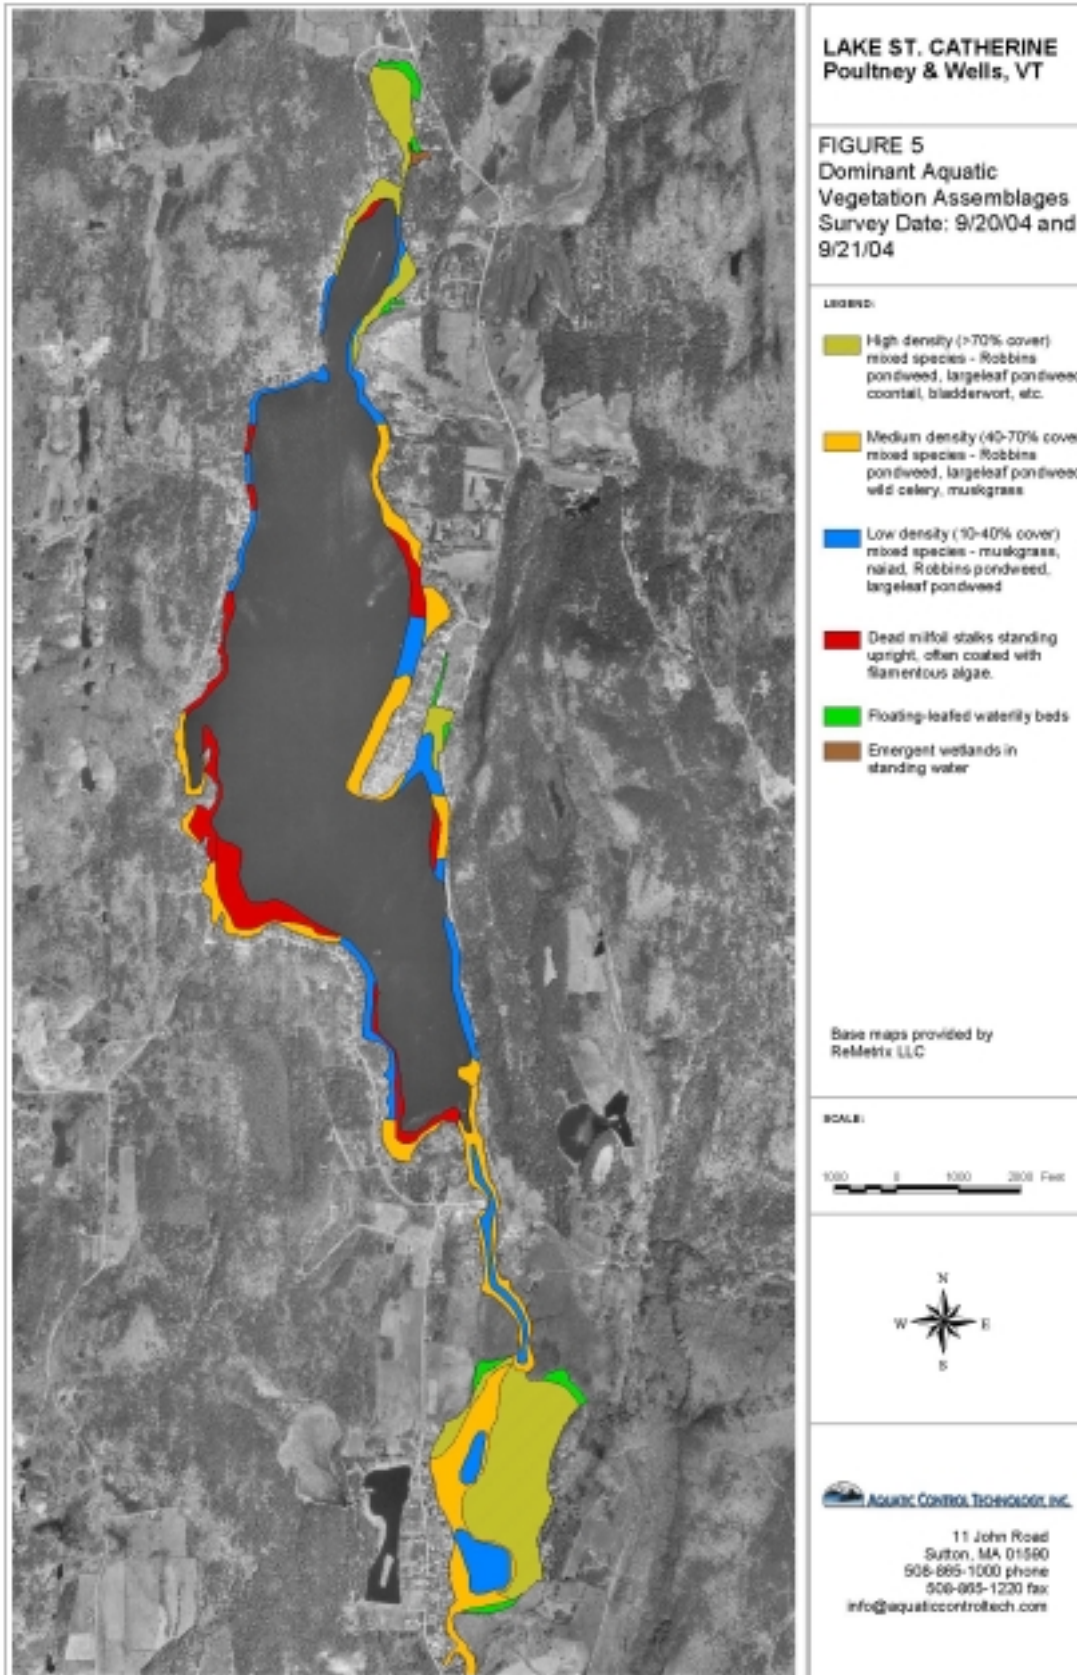 LAKE ST. CATHERINE
Poultney & Wells, VT
FIGURE 5
Dominant Aquatic
Vegetation Assemblages
Survey Date: 9/20/04 and
9/21/04
LEGEND:
High density (>70% cover)
mixed species - Robbins
pondweed, largeleaf pondweed
coontail, bladderwort, etc.
Medium density (40-70% cove
mixed species - Robbins
pondweed, largeleaf pondweed
wild celery, muskgrass
Low density (10-40% cover)
mixed species - muskgrass,
naiad, Robbins pondweed,
largeleaf pondweed
Dead milfoil stalks standing
upright, often coated with
filamentous algae.
Floating-leafed waterlily beds
Emergent wetlands in
standing water
Base maps provided by
ReMetrix LLC
SCALE:
1000 0 1000 2000 Feet
N
W E
S
AQUATIC CONTROL TECHNOLOGY, INC.
11 John Road
Sutton, MA 01590
508-865-1000 phone
508-865-1220 fax
info@aquaticcontroltech.com